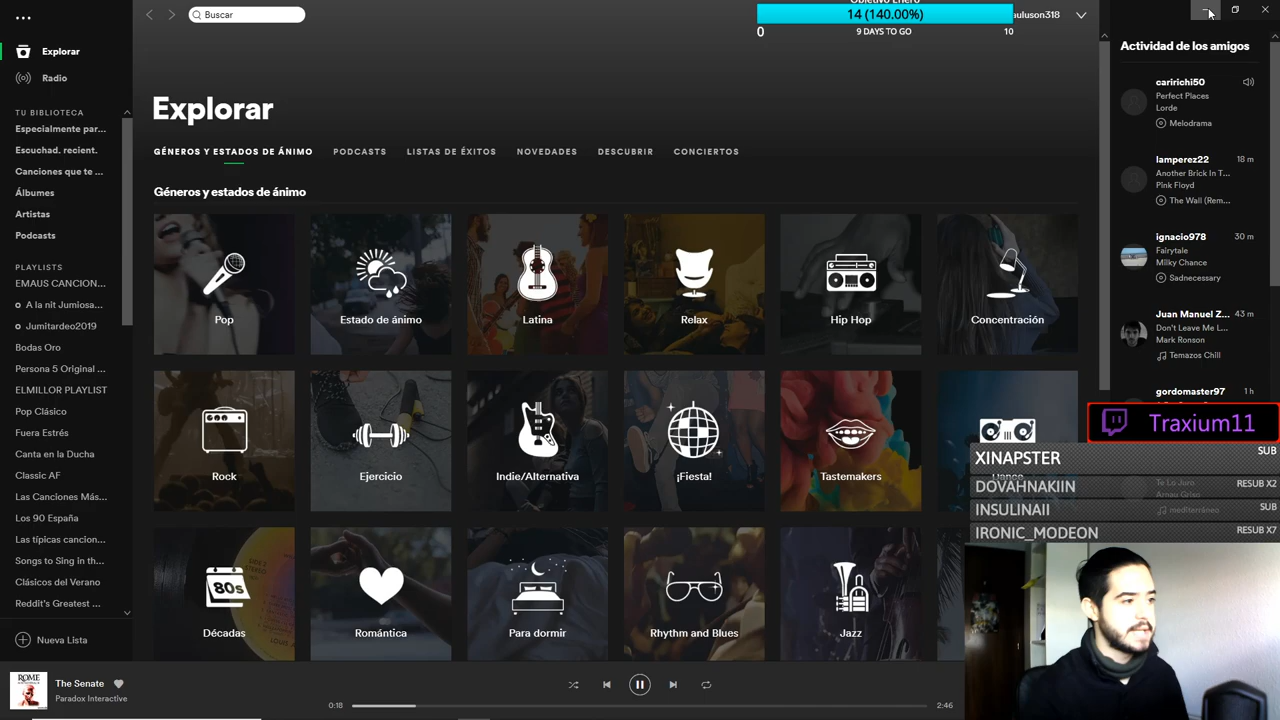 Explorar
Radio
TU BIBLIOTECA
Especialmente par...
Escuchad. recient.
Canciones que te ...
Álbumes
Artistas
Podcasts
PLAYLISTS
EMAUS CANCION...
A la nit Jumiosa...
Jumitardeo2019
Bodas Oro
Persona 5 Original ...
ELMILLOR PLAYLIST
Pop Clásico
Fuera Estrés
Canta en la Ducha
Classic AF
Las Canciones Más...
Los 90 España
Las típicas cancion...
Songs to Sing in th...
Clásicos del Verano
Reddit's Greatest ...
Nueva Lista
Buscar
14 (140.00%)
0
9 DAYS TO GO
10
auluson318
Explorar
GÉNEROS Y ESTADOS DE ÁNIMO
PODCASTS
LISTAS DE ÉXITOS
NOVEDADES
DESCUBRIR
CONCIERTOS
Géneros y estados de ánimo
Pop
Estado de ánimo
Latina
Relax
Hip Hop
Concentración
Rock
Ejercicio
Indie/Alternativa
¡Fiesta!
Tastemakers
Décadas
80s
Romántica
Para dormir
Rhythm and Blues
Jazz
Actividad de los amigos
caririchi50
Perfect Places
Lorde
Melodrama
lamperez22 18 m
Another Brick In T...
Pink Floyd
The Wall (Rem...
ignacio978 30 m
Fairytale
Milky Chance
Sadnecessary
Juan Manuel Z... 43 m
Don't Leave Me L...
Mark Ronson
Temazos Chill
gordomaster97 1 h
Traxium11
XINAPSTER SUB
DOVAHNAKIIN RESUB X2
INSULINAII SUB
IRONIC_MODEON RESUB X7
Te Lo Juro
Arnau Griso
mediterráneo
ROME
The Senate
Paradox Interactive
0:18
2:46